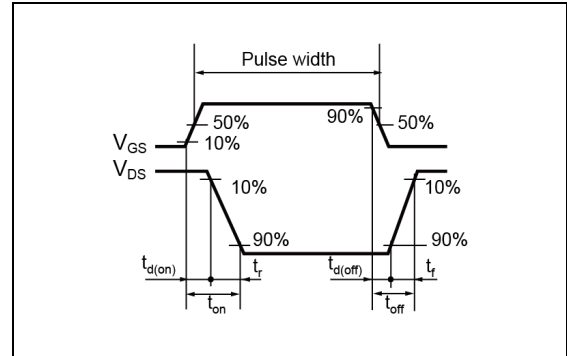 Pulse width
90%
50%
50%
10%
V_GS
V_DS
10%
10%
90%
90%
t_d(on)
t_r
t_d(off)
t_f
t_on
t_off